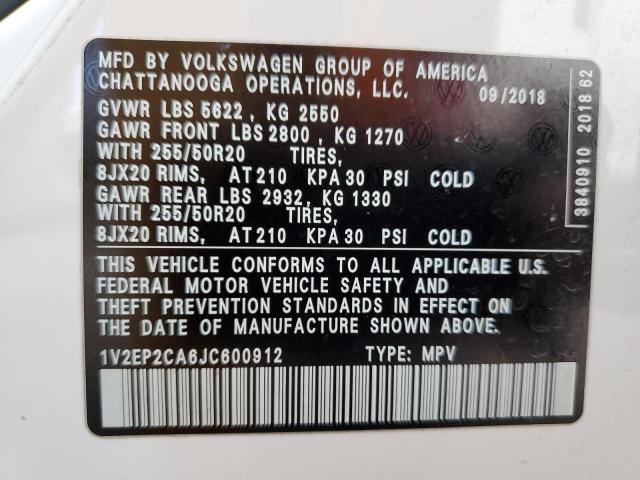 MFD BY VOLKSWAGEN GROUP OF AMERICA
CHATTANOOGA OPERATIONS, LLC. 09/2018
GVWR LBS 5622 , KG 2550
GAWR FRONT LBS 2800 , KG 1270
WITH 255/50R20 TIRES,
8JX20 RIMS, AT 210 KPA 30 PSI COLD
GAWR REAR LBS 2932, KG 1330
WITH 255/50R20 TIRES,
8JX20 RIMS, AT 210 KPA 30 PSI COLD
THIS VEHICLE CONFORMS TO ALL APPLICABLE U.S.
FEDERAL MOTOR VEHICLE SAFETY AND
THEFT PREVENTION STANDARDS IN EFFECT ON
THE DATE OF MANUFACTURE SHOWN ABOVE.
1V2EP2CA6JC600912 TYPE: MPV
3840910 2018 62